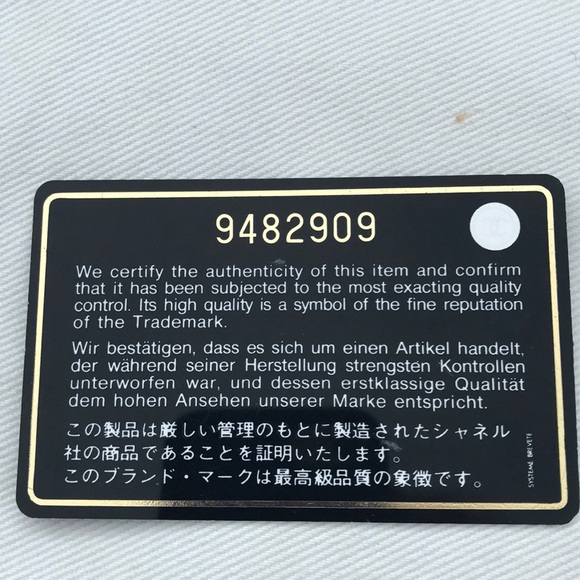 9482909
We certify the authenticity of this item and confirm
that it has been subjected to the most exacting quality
control. Its high quality is a symbol of the fine reputation
of the Trademark.
Wir bestätigen, dass es sich um einen Artikel handelt,
der während seiner Herstellung strengsten Kontrollen
unterworfen war, und dessen erstklassige Qualität
dem hohen Ansehen unserer Marke entspricht.
この製品は厳しい管理のもとに製造されたシャネル
社の商品であることを証明いたします。
このブランド・マークは最高級品質の象徴です。
SYSTEME BREVETE